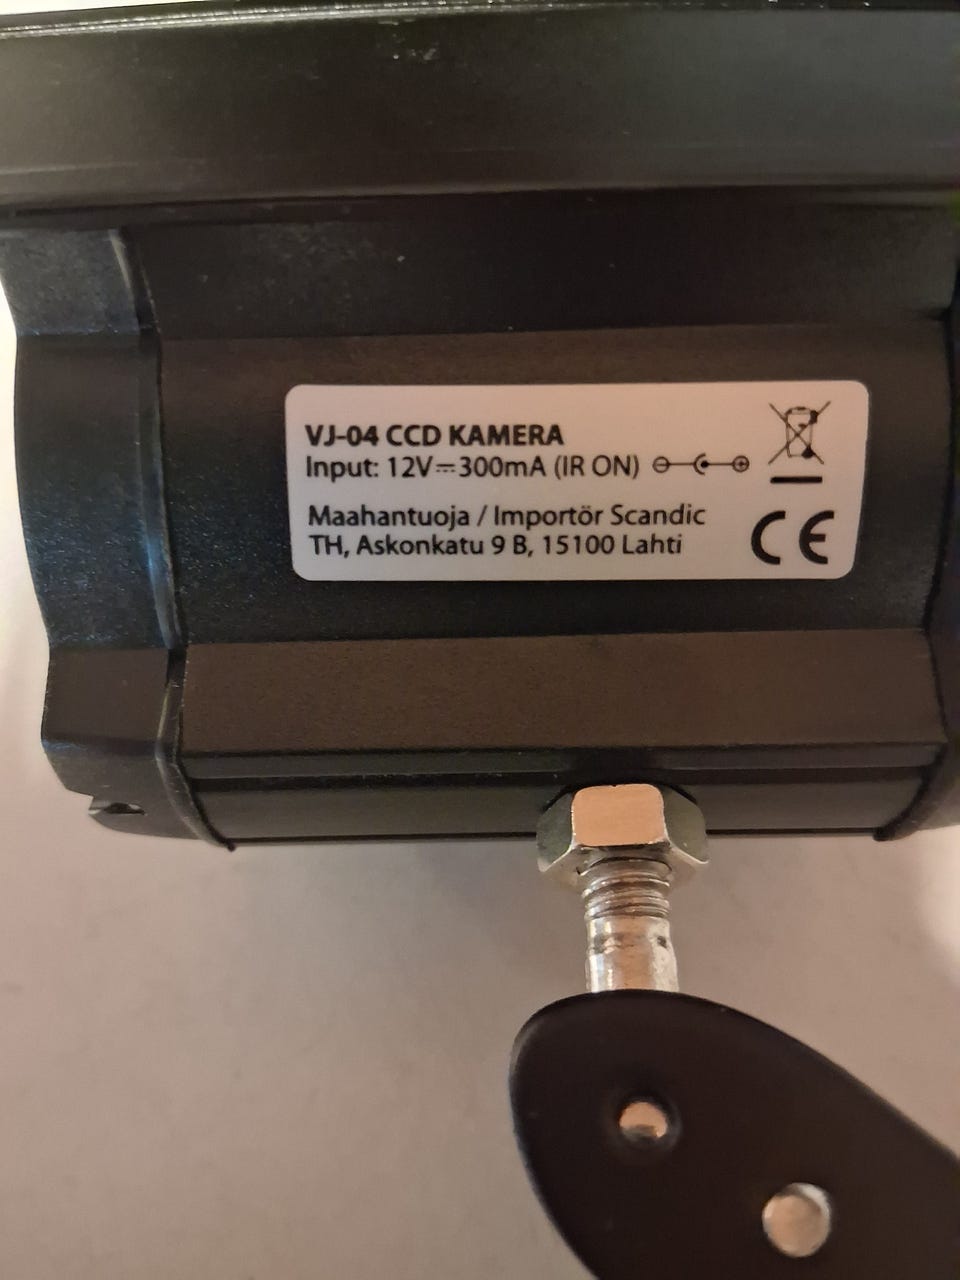 VJ-04 CCD KAMERA
Input: 12V⎓300mA (IR ON)
Maahantuoja / Importör Scandic
TH, Askonkatu 9 B, 15100 Lahti
CE